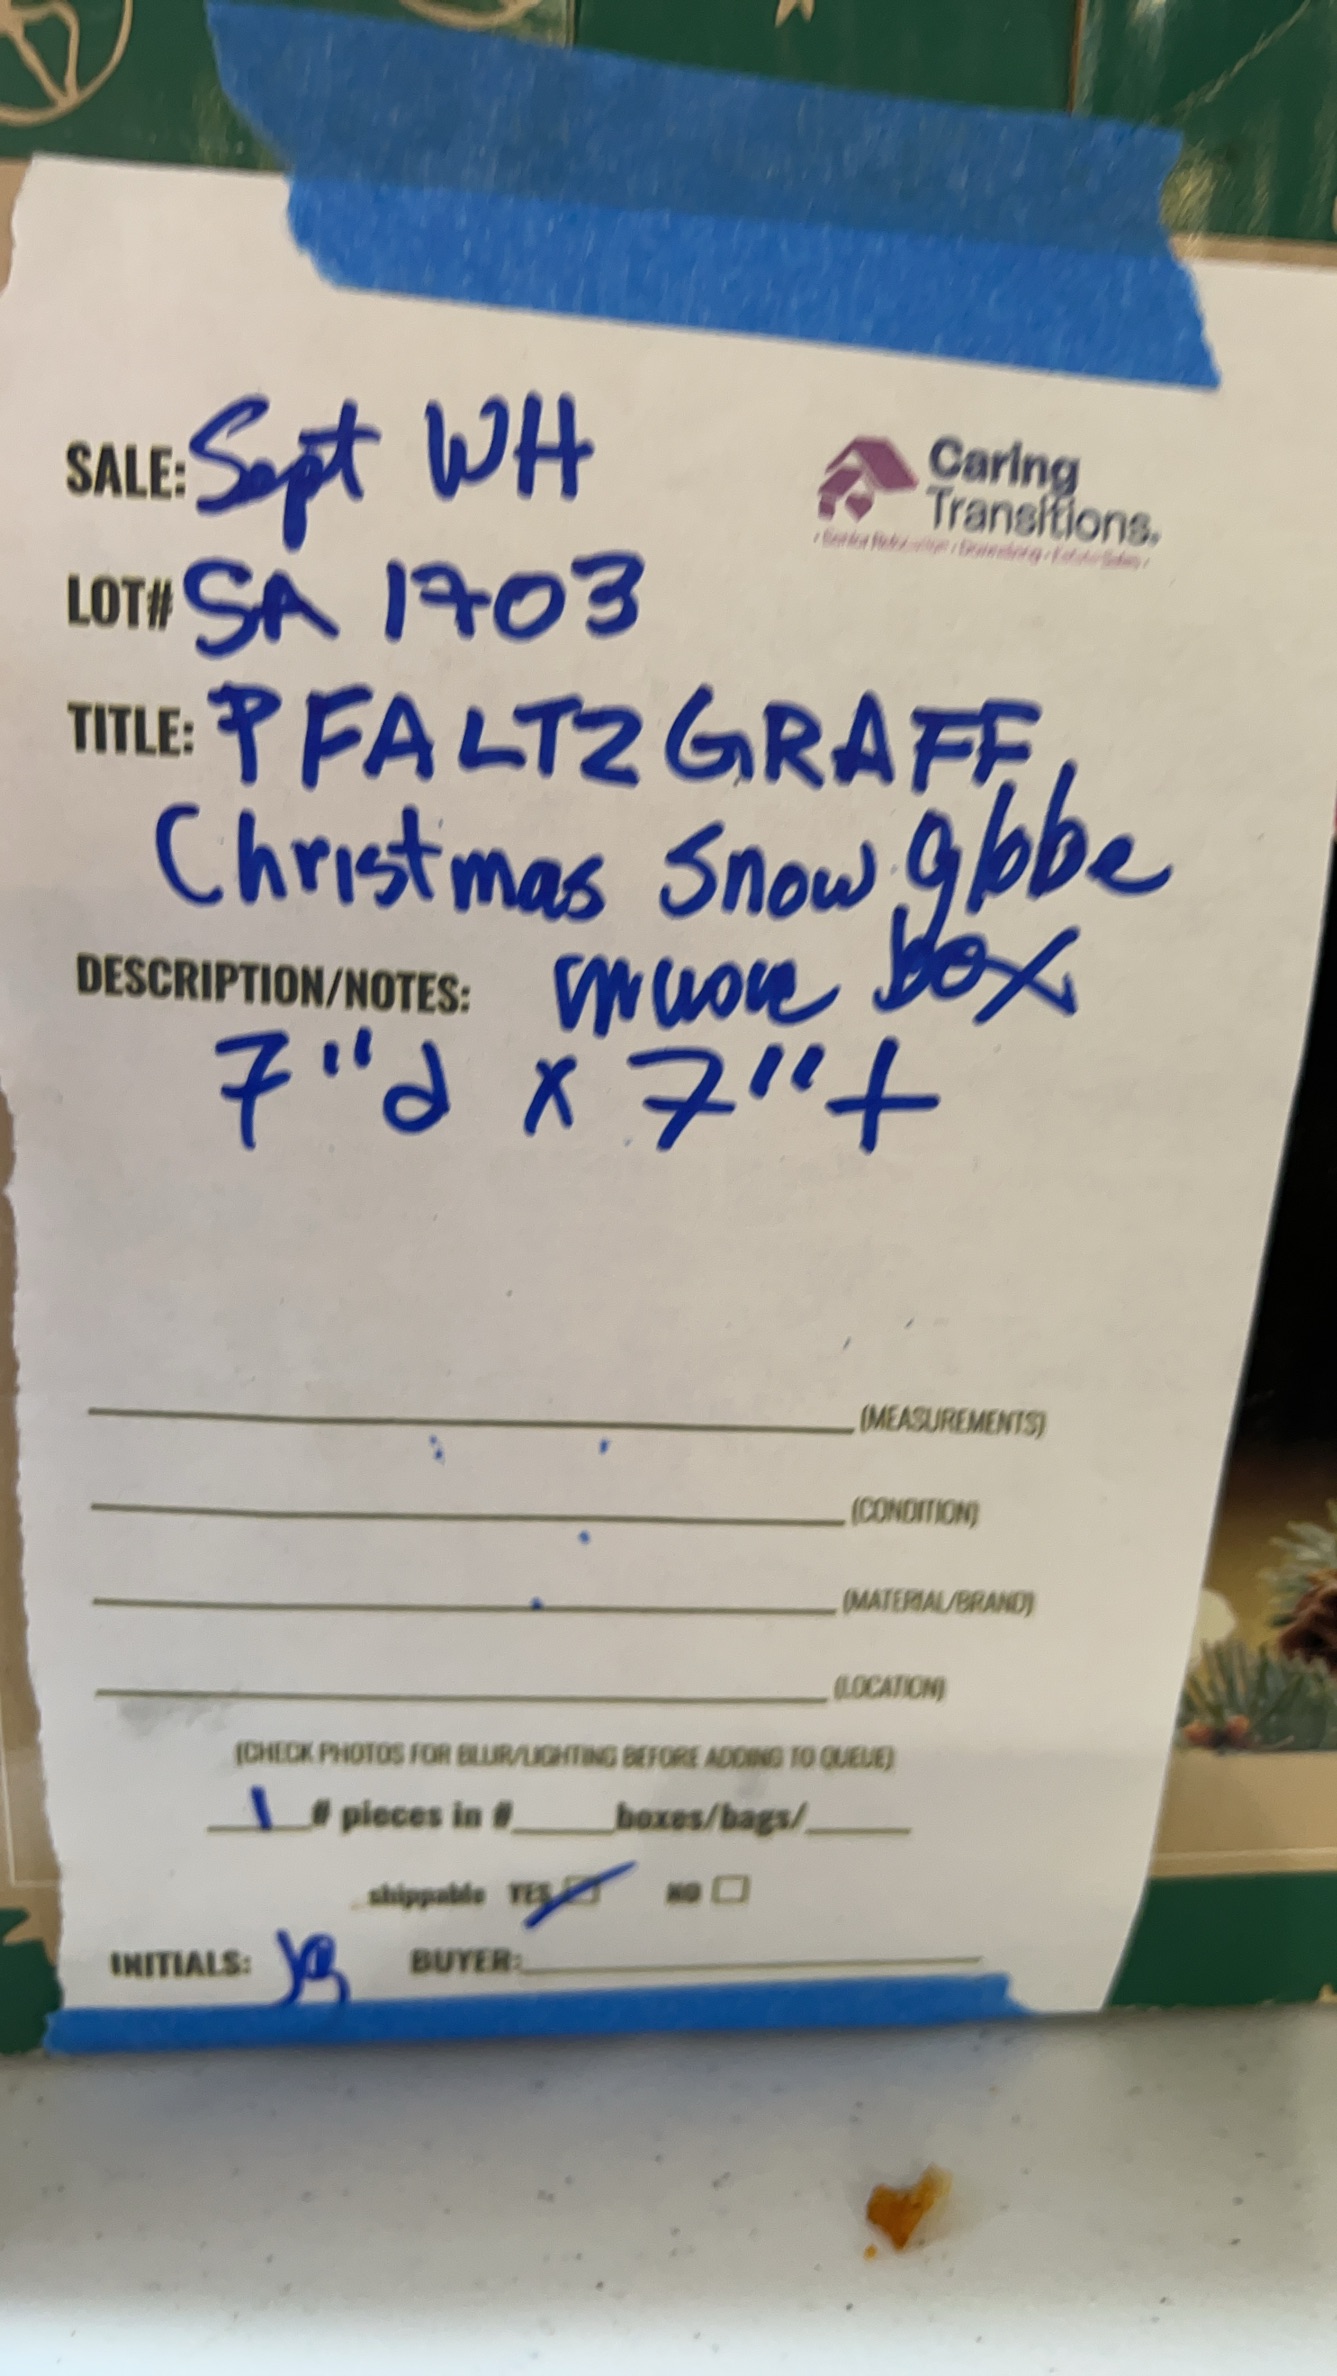 SALE: Sept WH
Caring
Transitions.
LOT# SA 1703
TITLE: PFALTZGRAFF
Christmas Snow globe
DESCRIPTION/NOTES: box
7"d x 7"t
(MEASUREMENTS)
(CONDITION)
(MATERIAL/BRAND)
(LOCATION)
(CHECK PHOTOS FOR BLUR/LIGHTING BEFORE ADDING TO QUEUE)
1 # pieces in #_____boxes/bags/_____
shippable YES NO
INITIALS: BUYER: